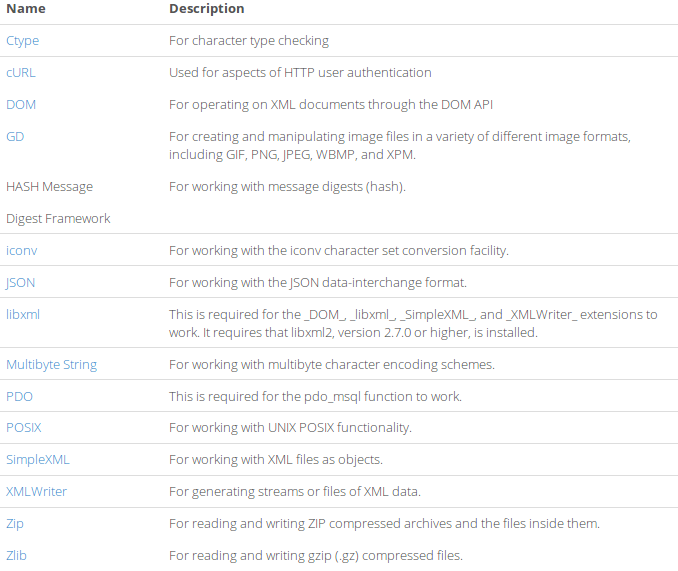 Name Description
Ctype For character type checking
cURL Used for aspects of HTTP user authentication
DOM For operating on XML documents through the DOM API
GD For creating and manipulating image files in a variety of different image formats,
including GIF, PNG, JPEG, WBMP, and XPM.
HASH Message For working with message digests (hash).
Digest Framework
iconv For working with the iconv character set conversion facility.
JSON For working with the JSON data-interchange format.
libxml This is required for the _DOM_, _libxml_, _SimpleXML_, and _XMLWriter_ extensions to
work. It requires that libxml2, version 2.7.0 or higher, is installed.
Multibyte String For working with multibyte character encoding schemes.
PDO This is required for the pdo_msql function to work.
POSIX For working with UNIX POSIX functionality.
SimpleXML For working with XML files as objects.
XMLWriter For generating streams or files of XML data.
Zip For reading and writing ZIP compressed archives and the files inside them.
Zlib For reading and writing gzip (.gz) compressed files.